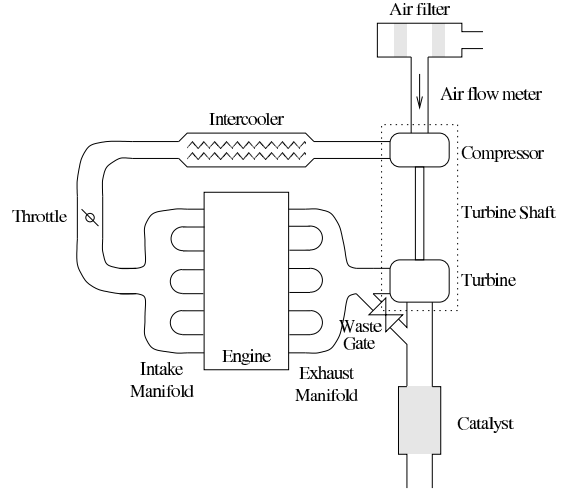 Air filter
Air flow meter
Intercooler
Compressor
Throttle
Turbine Shaft
Turbine
Waste
Gate
Engine
Intake
Manifold
Exhaust
Manifold
Catalyst